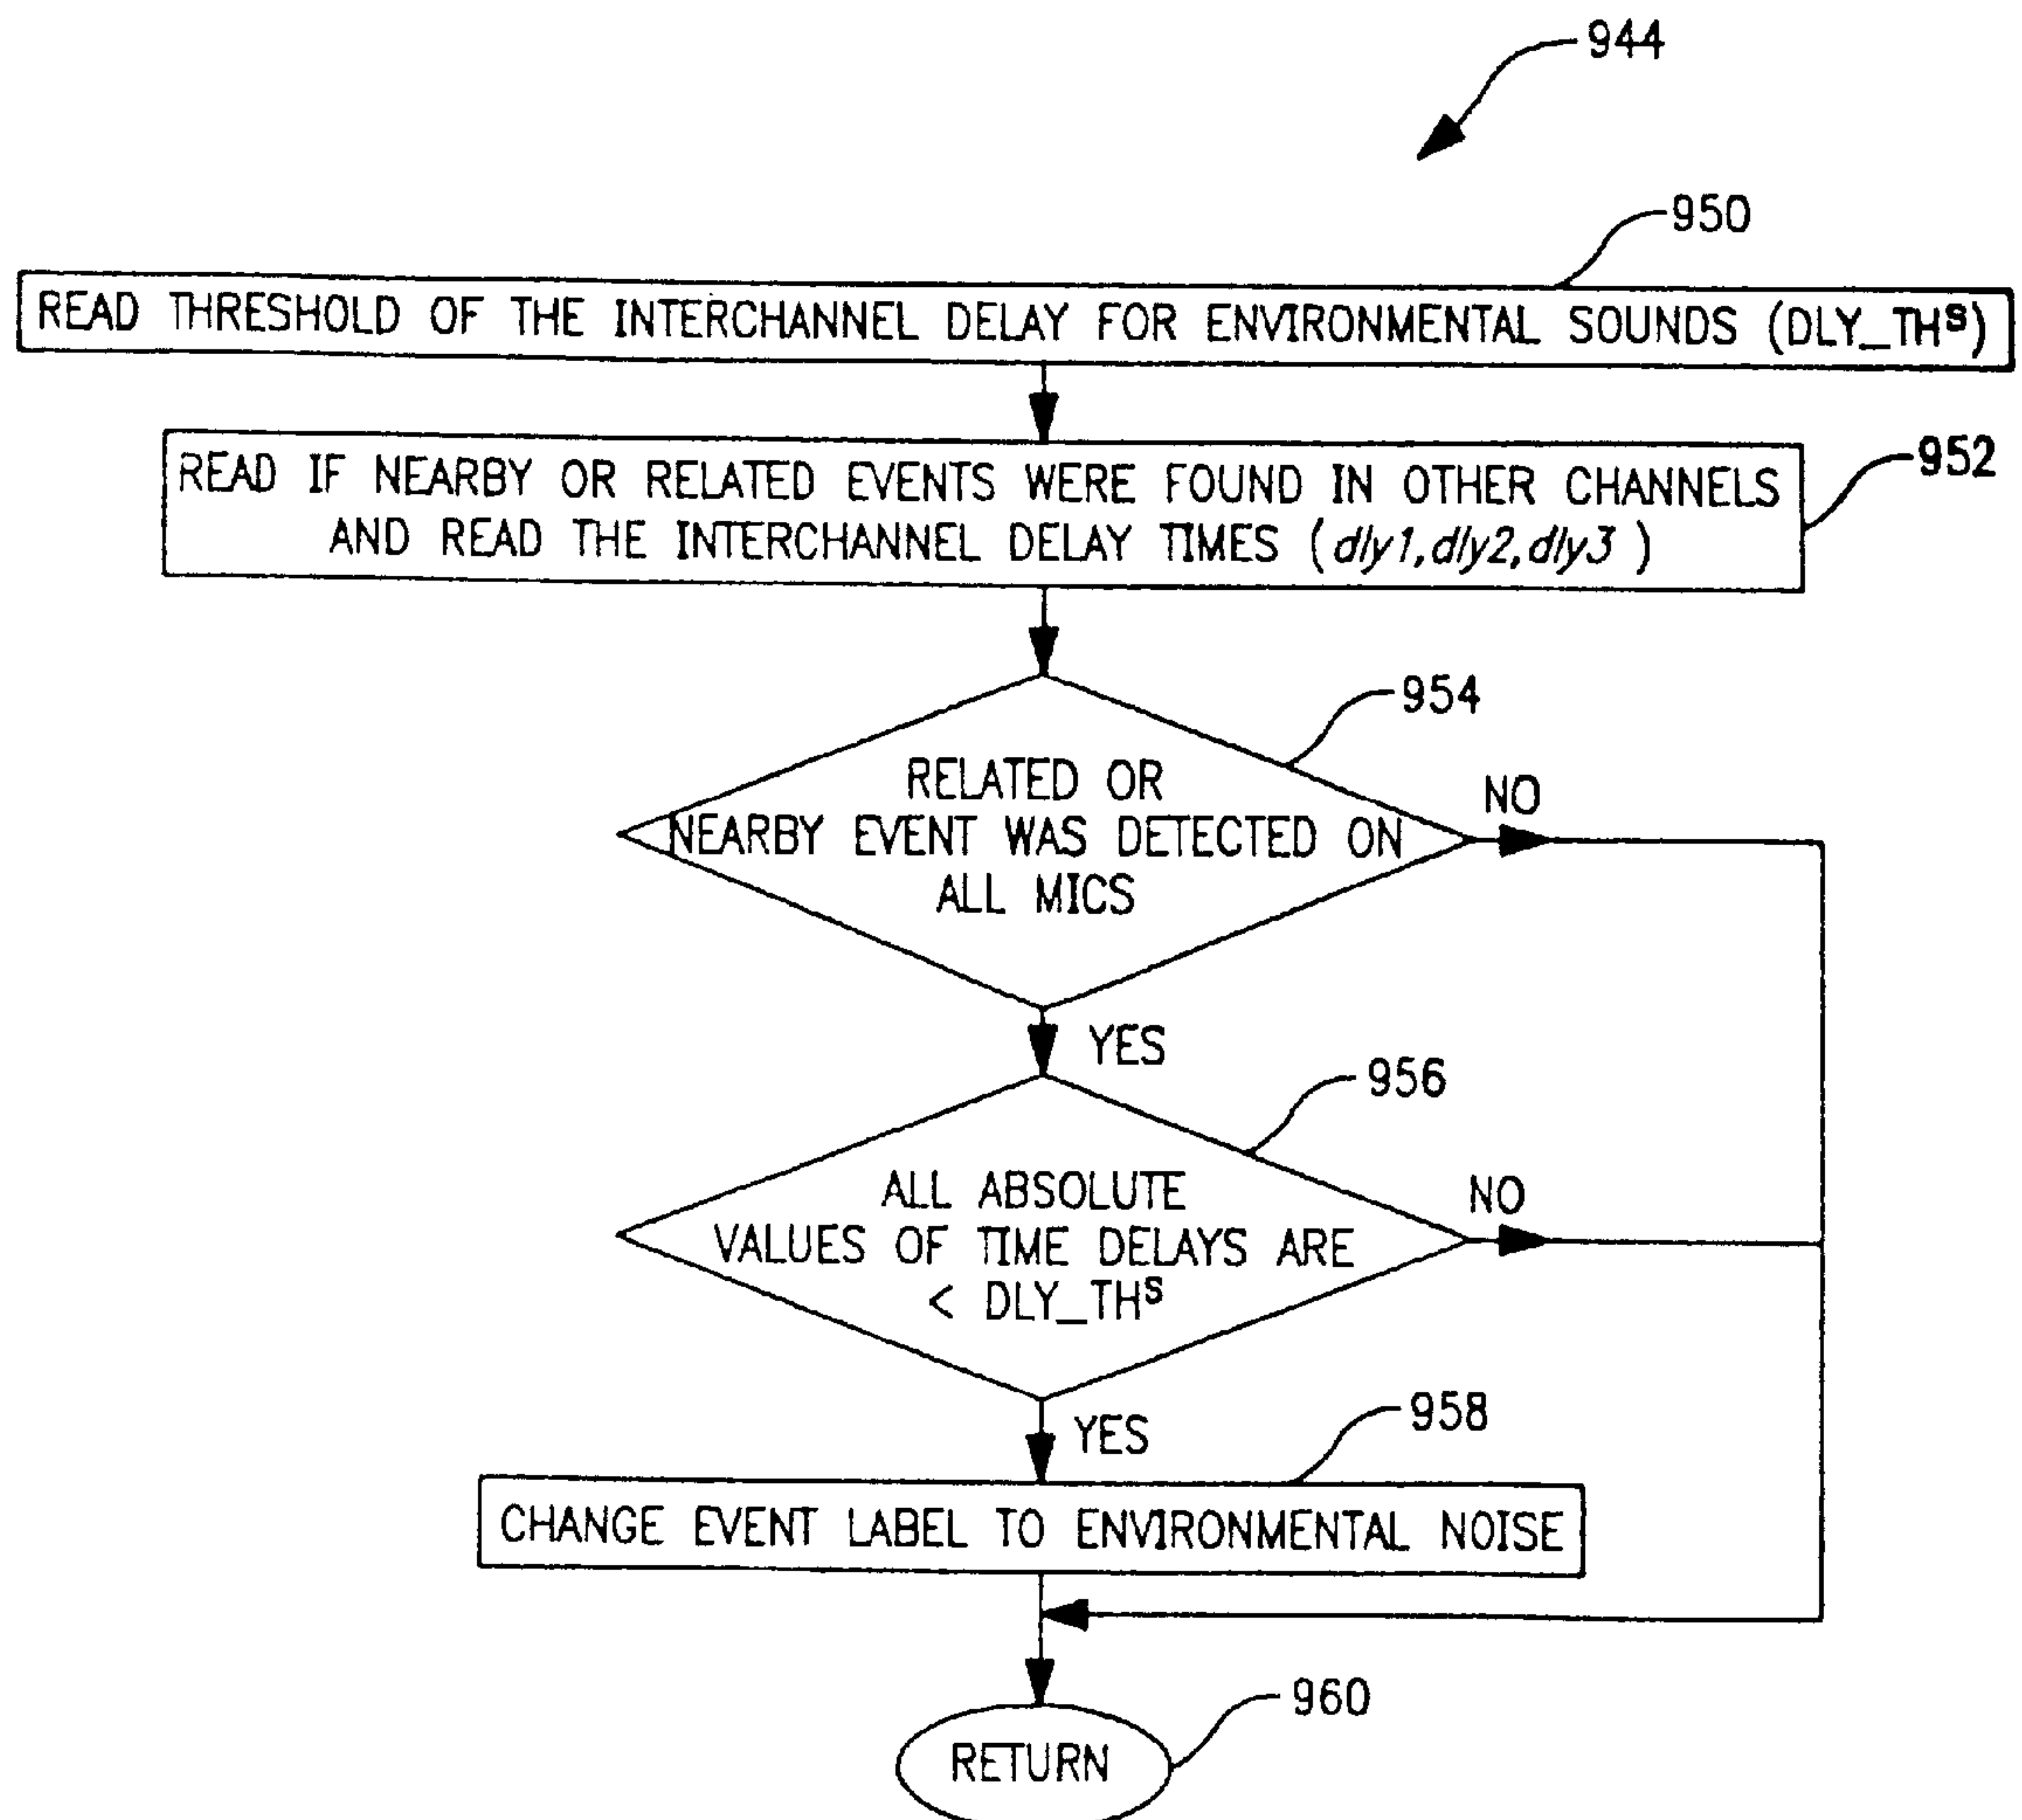 944
950
READ THRESHOLD OF THE INTERCHANNEL DELAY FOR ENVIRONMENTAL SOUNDS (DLY_THˢ)
READ IF NEARBY OR RELATED EVENTS WERE FOUND IN OTHER CHANNELS
AND READ THE INTERCHANNEL DELAY TIMES (dly1,dly2,dly3 )
952
954
RELATED OR
NEARBY EVENT WAS DETECTED ON
ALL MICS
NO
YES
956
ALL ABSOLUTE
VALUES OF TIME DELAYS ARE
< DLY_THˢ
NO
YES
958
CHANGE EVENT LABEL TO ENVIRONMENTAL NOISE
960
RETURN